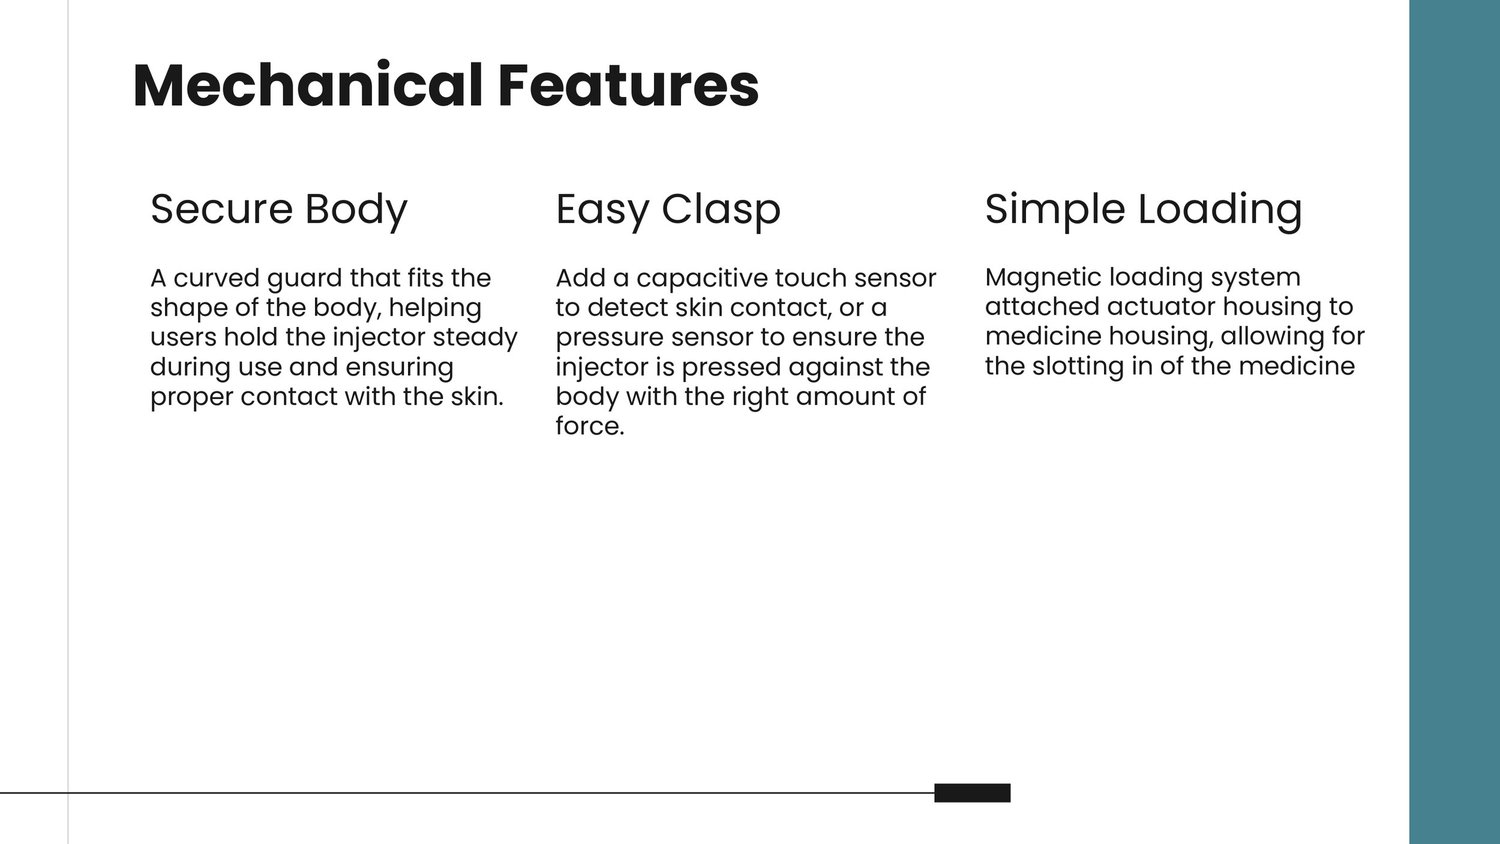 Mechanical Features
Secure Body
A curved guard that fits the
shape of the body, helping
users hold the injector steady
during use and ensuring
proper contact with the skin.
Easy Clasp
Add a capacitive touch sensor
to detect skin contact, or a
pressure sensor to ensure the
injector is pressed against the
body with the right amount of
force.
Simple Loading
Magnetic loading system
attached actuator housing to
medicine housing, allowing for
the slotting in of the medicine